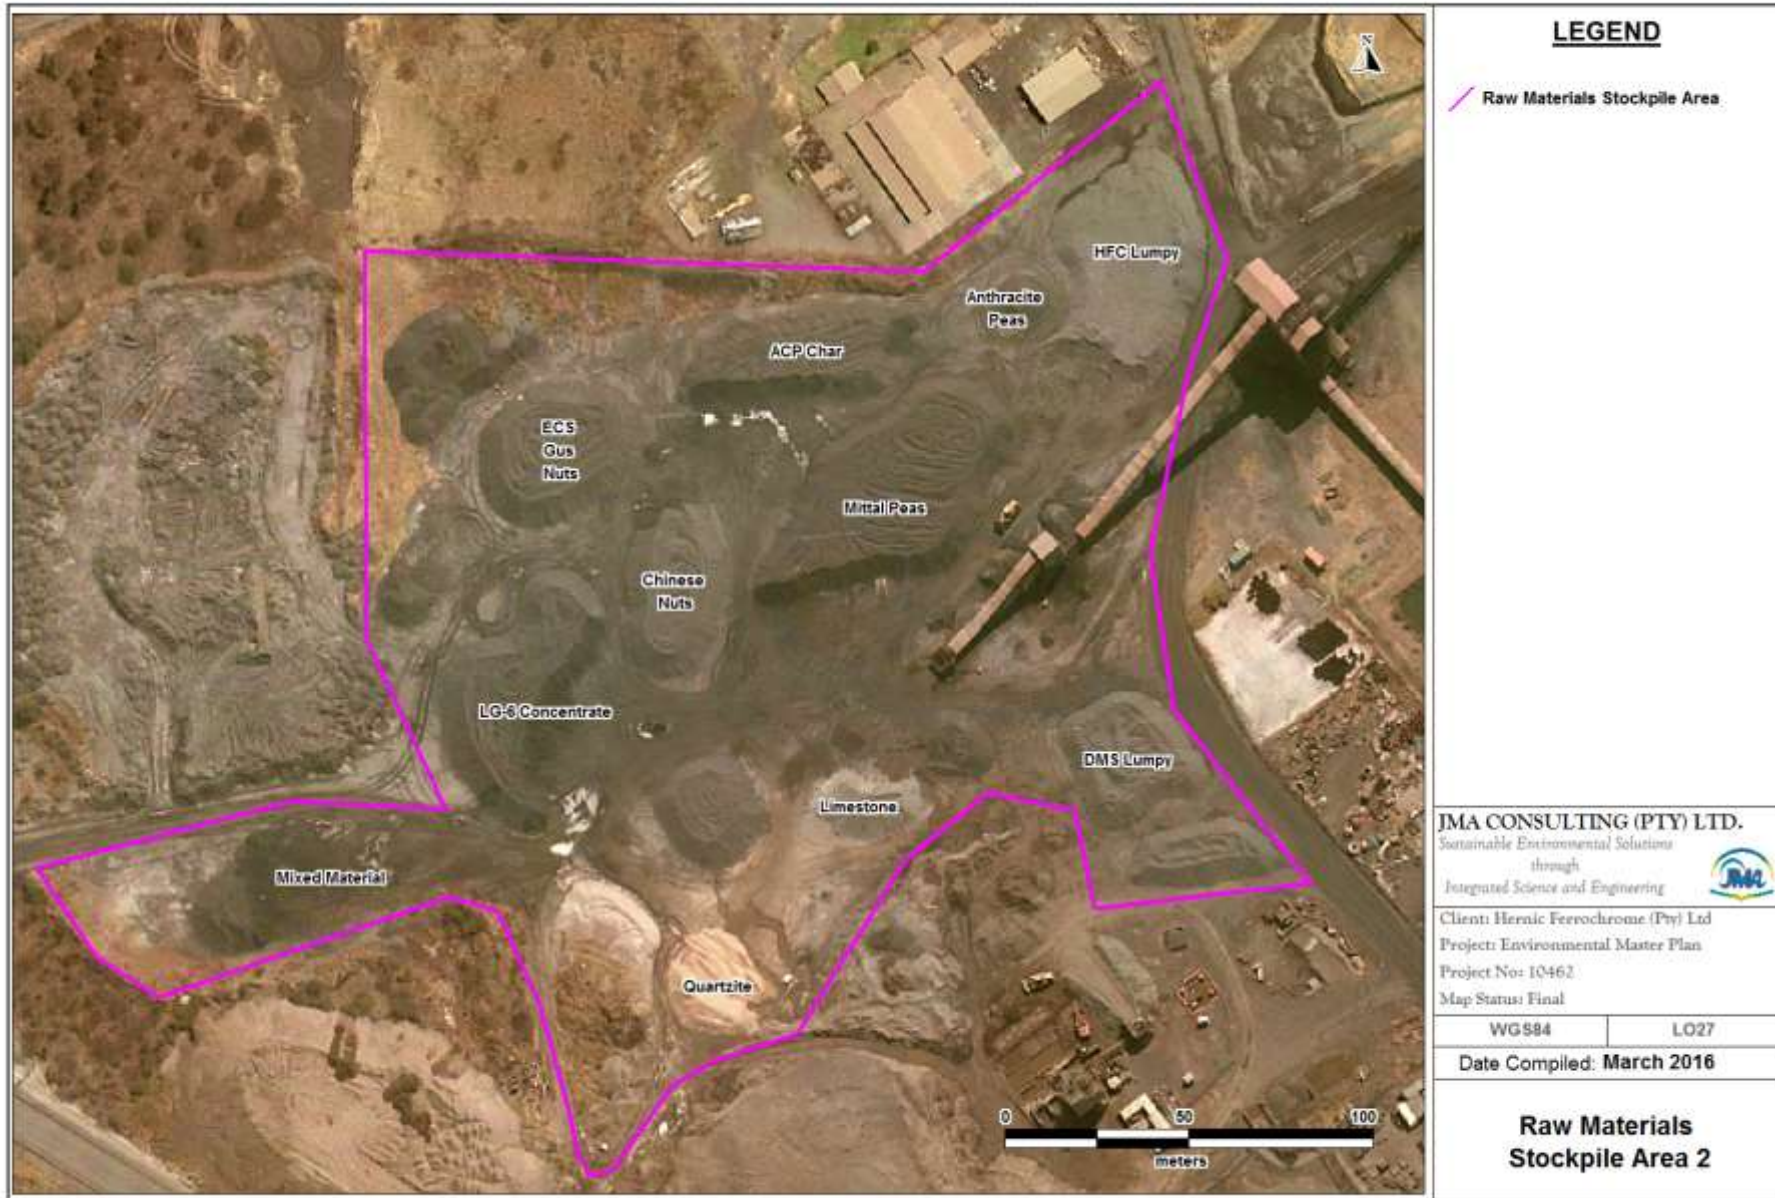 N
HFC Lumpy
Anthracite
Peas
ACP Char
ECS
Gus
Nuts
Mittal Peas
Chinese
Nuts
LG-6 Concentrate
DMS Lumpy
Limestone
Mixed Material
Quartzite
0 50 100
meters
LEGEND
Raw Materials Stockpile Area
JMA CONSULTING (PTY) LTD.
Sustainable Environmental Solutions
through
Integrated Science and Engineering
JMA
Client: Hernic Ferrochrome (Pty) Ltd
Project: Environmental Master Plan
Project No: 10462
Map Status: Final
WGS84 LO27
Date Compiled: March 2016
Raw Materials
Stockpile Area 2